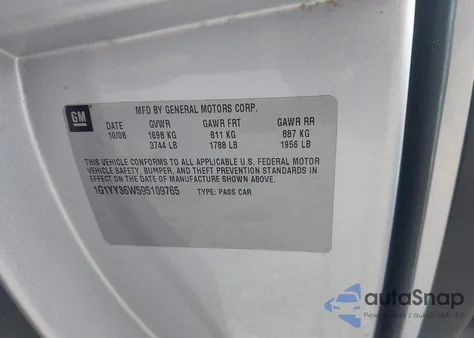 MFD BY GENERAL MOTORS CORP.
GM
DATE GVWR GAWR FRT GAWR RR
10/08 1698 KG 811 KG 887 KG
3744 LB 1788 LB 1956 LB
THIS VEHICLE CONFORMS TO ALL APPLICABLE U.S. FEDERAL MOTOR
VEHICLE SAFETY, BUMPER, AND THEFT PREVENTION STANDARDS IN
EFFECT ON THE DATE OF MANUFACTURE SHOWN ABOVE.
1G1YY36W595109765 TYPE: PASS CAR
autoSnap